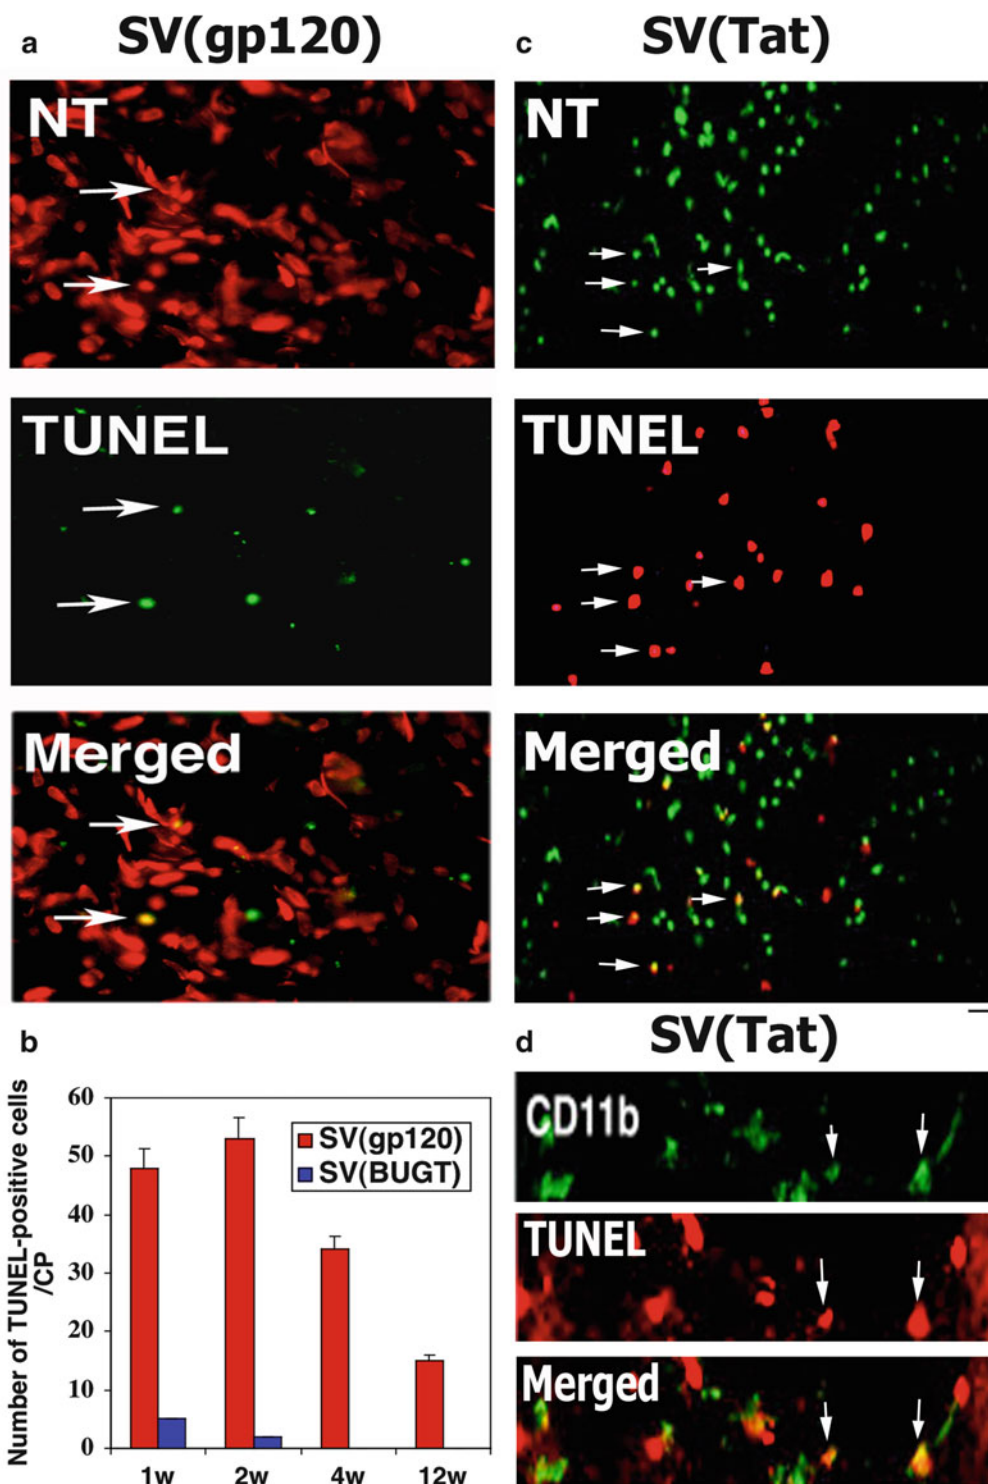 a
SV(gp120)
NT
TUNEL
Merged
c
SV(Tat)
NT
TUNEL
Merged
b
Number of TUNEL-positive cells
/CP
60
50
40
30
20
10
0
SV(gp120)
SV(BUGT)
1w 2w 4w 12w
d
SV(Tat)
CD11b
TUNEL
Merged